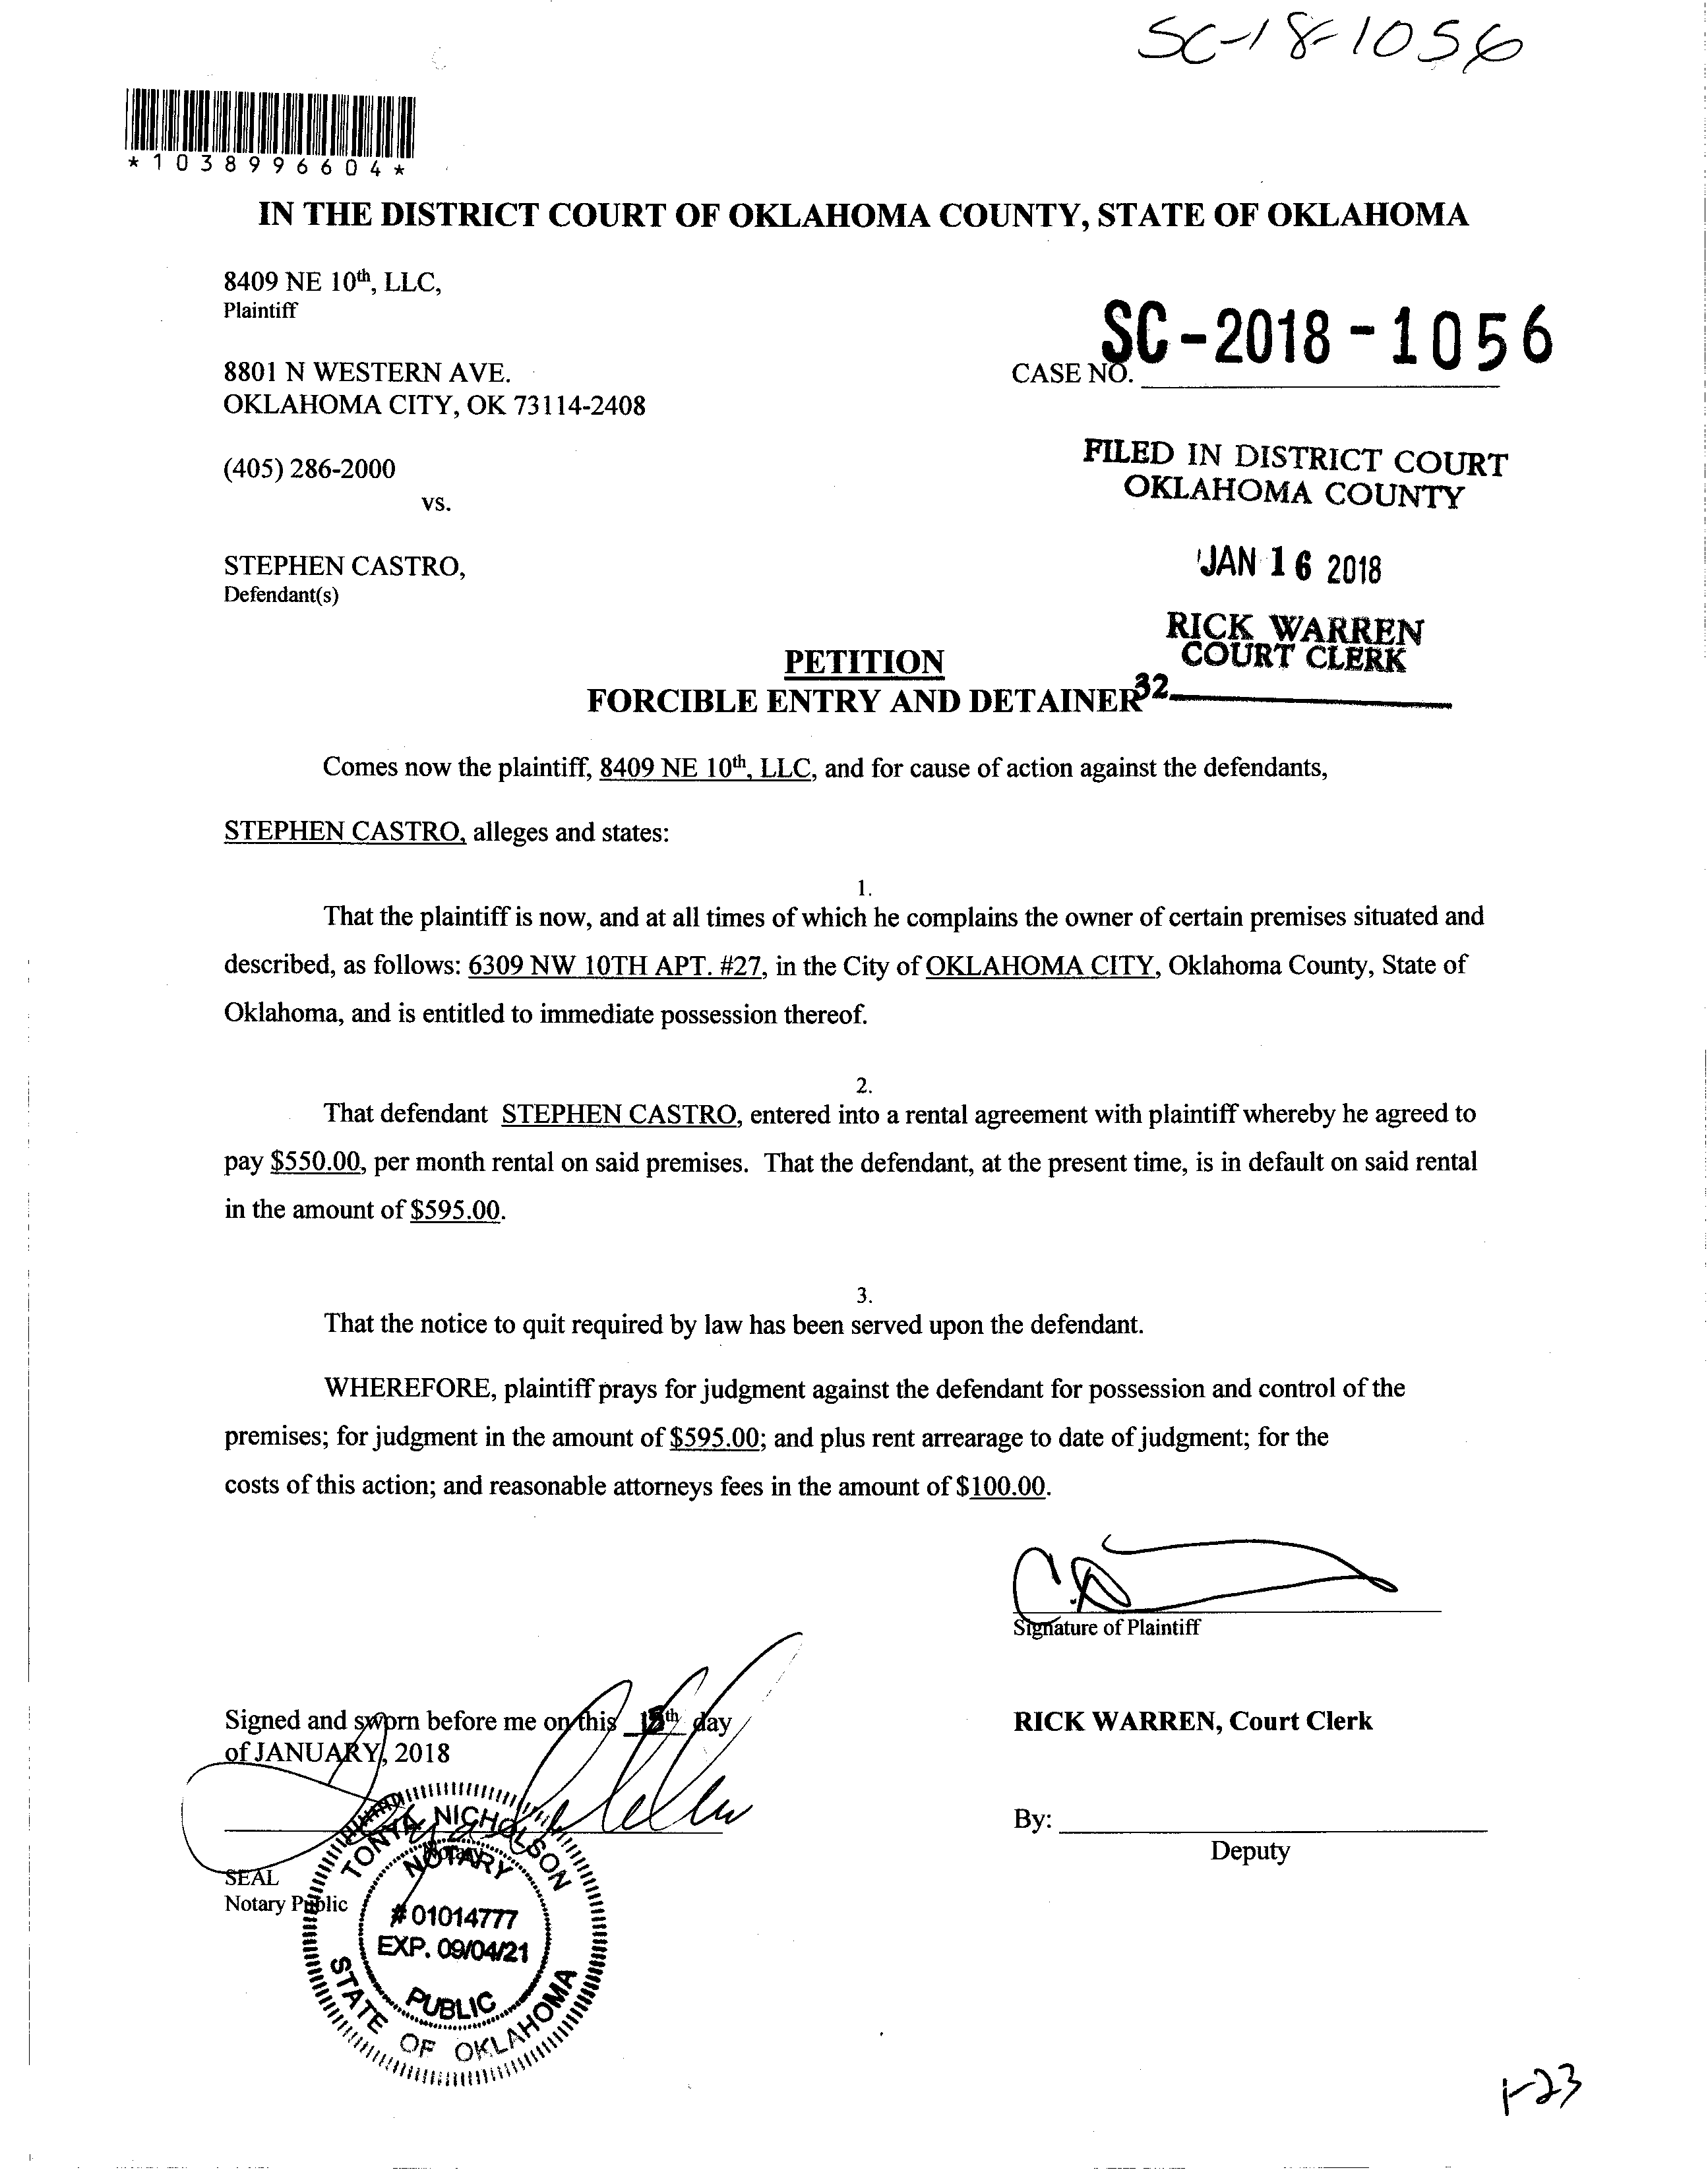 SC-18-1056
*1038996604*
IN THE DISTRICT COURT OF OKLAHOMA COUNTY, STATE OF OKLAHOMA
8409 NE 10th, LLC,
Plaintiff
8801 N WESTERN AVE.
OKLAHOMA CITY, OK 73114-2408
(405) 286-2000
vs.
STEPHEN CASTRO,
Defendant(s)
SC-2018-1056
CASE NO.
FILED IN DISTRICT COURT
OKLAHOMA COUNTY
JAN 16 2018
RICK WARREN
COURT CLERK
32
PETITION
FORCIBLE ENTRY AND DETAINER
Comes now the plaintiff, 8409 NE 10th, LLC, and for cause of action against the defendants,
STEPHEN CASTRO, alleges and states:
1.
That the plaintiff is now, and at all times of which he complains the owner of certain premises situated and
described, as follows: 6309 NW 10TH APT. #27, in the City of OKLAHOMA CITY, Oklahoma County, State of
Oklahoma, and is entitled to immediate possession thereof.
2.
That defendant STEPHEN CASTRO, entered into a rental agreement with plaintiff whereby he agreed to
pay $550.00, per month rental on said premises. That the defendant, at the present time, is in default on said rental
in the amount of $595.00.
3.
That the notice to quit required by law has been served upon the defendant.
WHEREFORE, plaintiff prays for judgment against the defendant for possession and control of the
premises; for judgment in the amount of $595.00; and plus rent arrearage to date of judgment; for the
costs of this action; and reasonable attorneys fees in the amount of $100.00.
Signature of Plaintiff
Signed and sworn before me on this day
of JANUARY, 2018
RICK WARREN, Court Clerk
By:
Deputy
Notary
SEAL
Notary Public
TONYA NICHOLSON
NOTARY
# 01014777
EXP. 09/04/21
PUBLIC
STATE OF OKLAHOMA
1-23